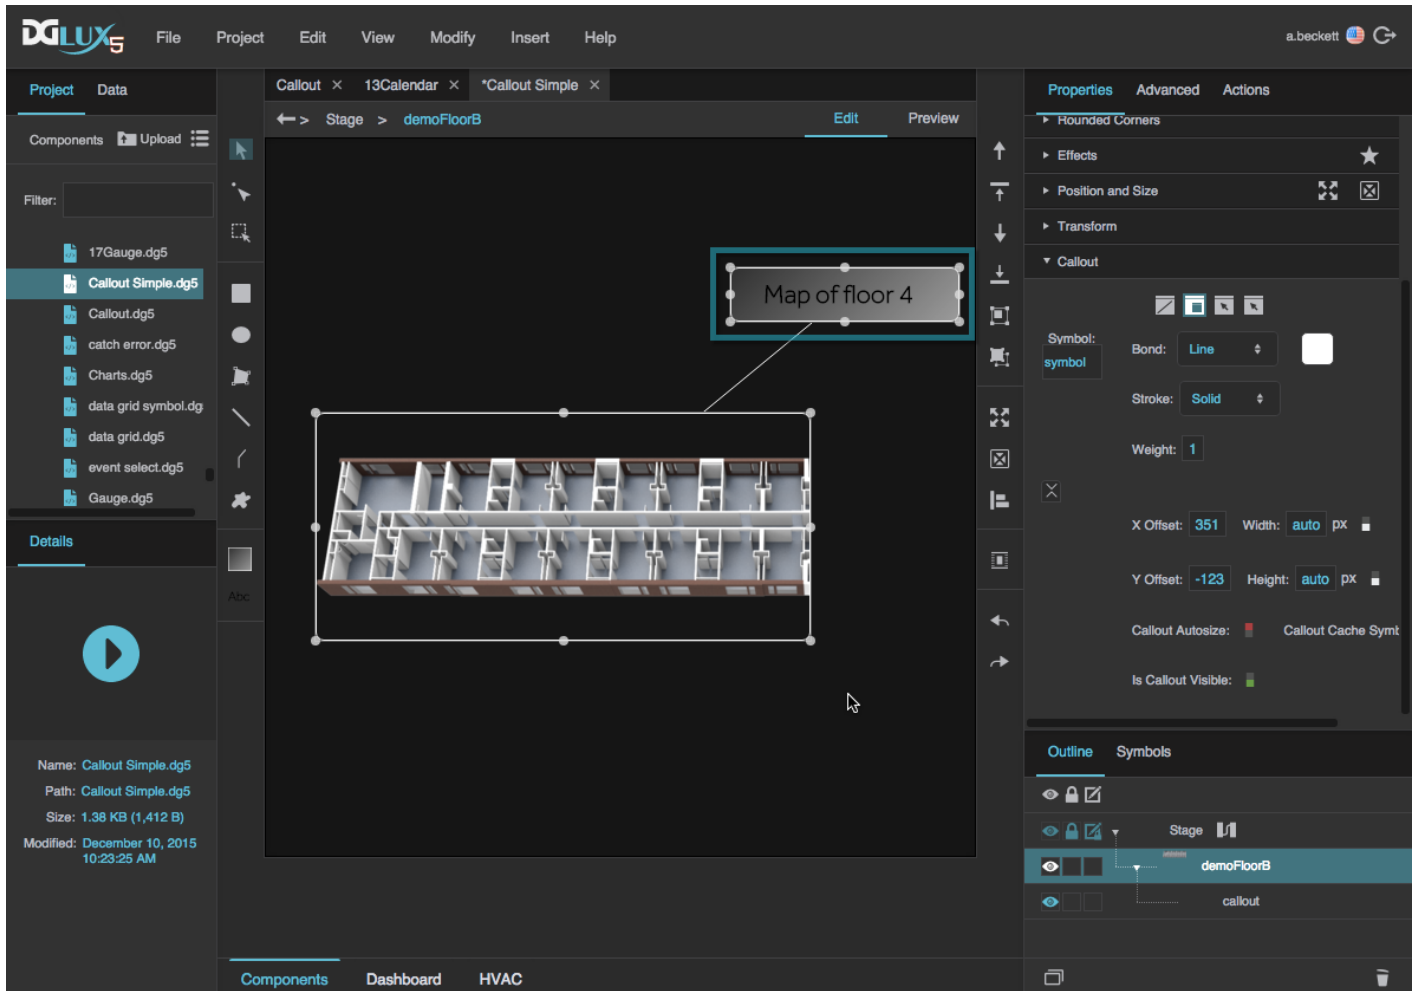 DGLUX5
File Project Edit View Modify Insert Help
a.beckett
Project Data
Callout × 13Calendar × *Callout Simple ×
Properties Advanced Actions
Stage > demoFloorB
Edit Preview
Rounded Corners
Components Upload
Effects
Filter:
Position and Size
17Gauge.dg5
Transform
Callout Simple.dg5
Callout
Callout.dg5
catch error.dg5
Charts.dg5
data grid symbol.dg
data grid.dg5
event select.dg5
Gauge.dg5
Map of floor 4
Symbol:
symbol
Bond: Line
Stroke: Solid
Weight: 1
X Offset: 351 Width: auto px
Y Offset: -123 Height: auto px
Callout Autosize: Callout Cache Symt
Is Callout Visible:
Details
Abc
Name: Callout Simple.dg5
Path: Callout Simple.dg5
Size: 1.38 KB (1,412 B)
Modified: December 10, 2015
10:23:25 AM
Outline Symbols
Stage
demoFloorB
callout
Components Dashboard HVAC